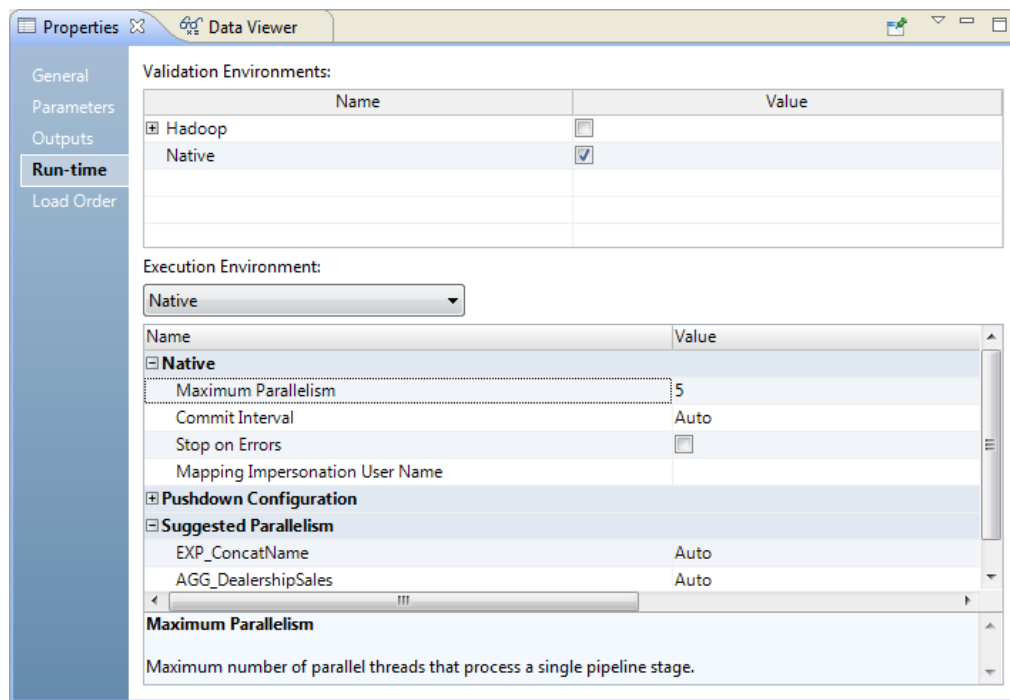 Properties Data Viewer
General
Parameters
Outputs
Run-time
Load Order
Validation Environments:
Name Value
Hadoop
Native
Execution Environment:
Native
Name Value
Native
Maximum Parallelism 5
Commit Interval Auto
Stop on Errors
Mapping Impersonation User Name
Pushdown Configuration
Suggested Parallelism
EXP_ConcatName Auto
AGG_DealershipSales Auto
Maximum Parallelism
Maximum number of parallel threads that process a single pipeline stage.